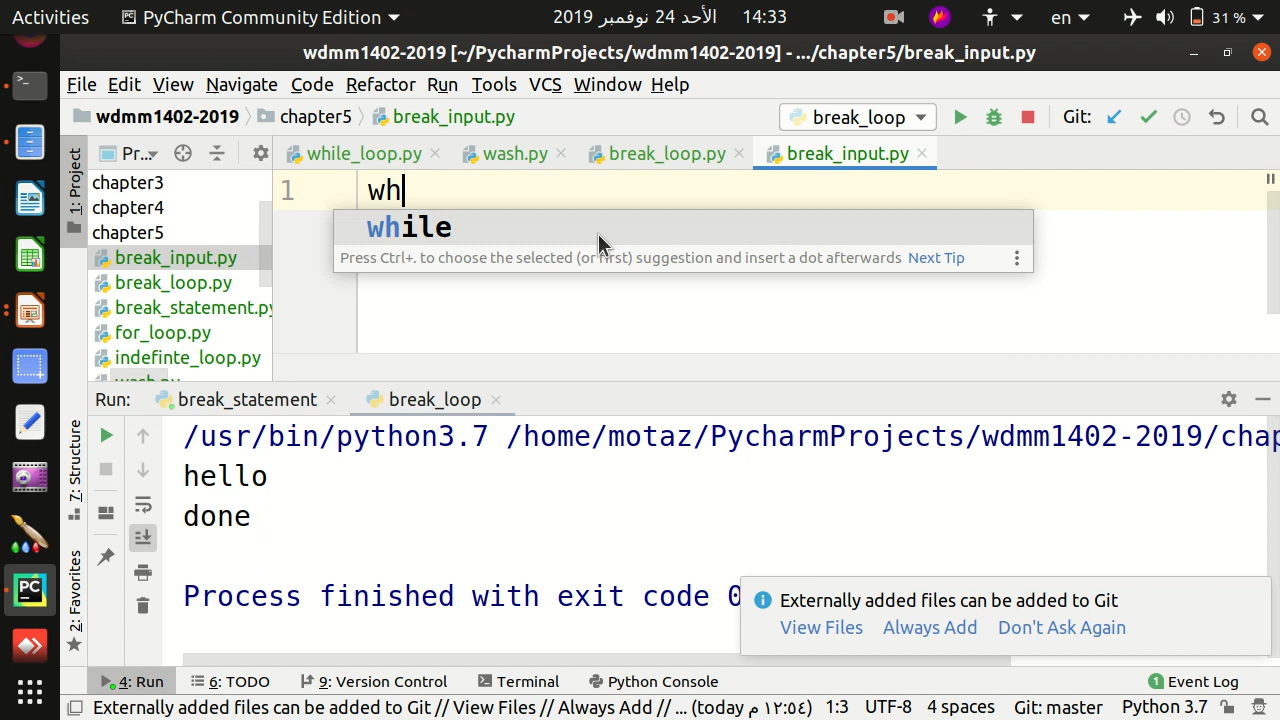 Activities PyCharm Community Edition الأحد 24 نوفمبر 2019 14:33 en 31 %
wdmm1402-2019 [~/PycharmProjects/wdmm1402-2019] - .../chapter5/break_input.py
File Edit View Navigate Code Refactor Run Tools VCS Window Help
wdmm1402-2019 chapter5 break_input.py break_loop Git:
1: Project
Pr...
while_loop.py wash.py break_loop.py break_input.py
chapter3
chapter4
chapter5
break_input.py
break_loop.py
break_statement.py
for_loop.py
indefinte_loop.py
wash.py
1 wh
while
Press Ctrl+. to choose the selected (or first) suggestion and insert a dot afterwards Next Tip
Run: break_statement break_loop
7: Structure
2: Favorites
/usr/bin/python3.7 /home/motaz/PycharmProjects/wdmm1402-2019/chap
hello
done
Process finished with exit code 0
Externally added files can be added to Git
View Files Always Add Don't Ask Again
4: Run 6: TODO 9: Version Control Terminal Python Console 1 Event Log
Externally added files can be added to Git // View Files // Always Add // ... (today م ١٢:٥٤) 1:3 UTF-8 4 spaces Git: master Python 3.7